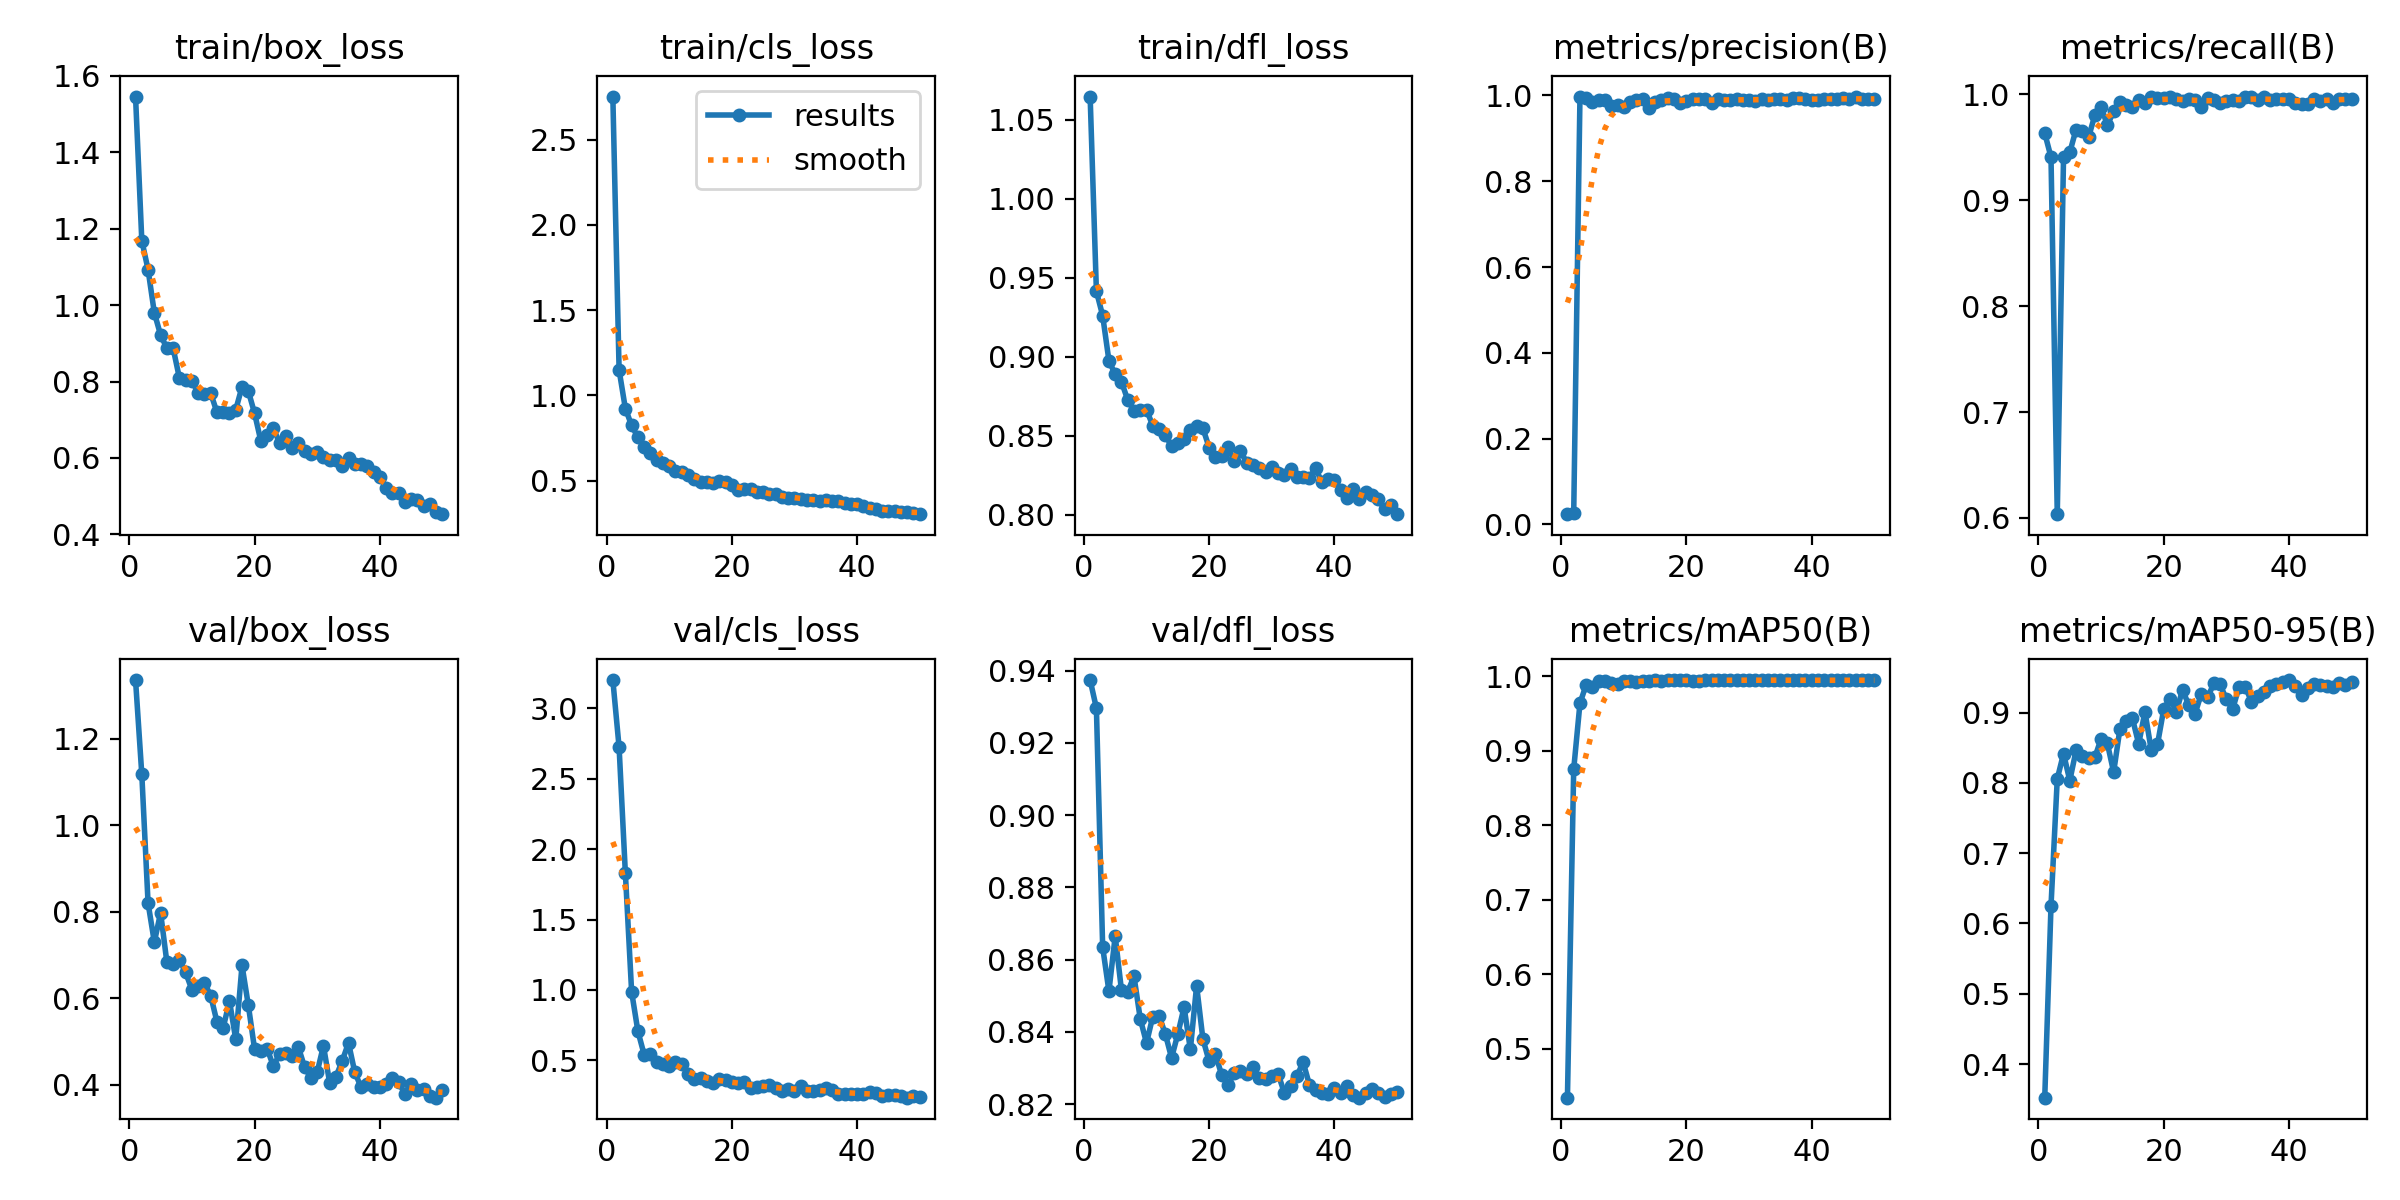 train/box_loss
1.6
1.4
1.2
1.0
0.8
0.6
0.4
0 20 40
train/cls_loss
results
smooth
2.5
2.0
1.5
1.0
0.5
0 20 40
train/dfl_loss
1.05
1.00
0.95
0.90
0.85
0.80
0 20 40
metrics/precision(B)
1.0
0.8
0.6
0.4
0.2
0.0
0 20 40
metrics/recall(B)
1.0
0.9
0.8
0.7
0.6
0 20 40
val/box_loss
1.2
1.0
0.8
0.6
0.4
0 20 40
val/cls_loss
3.0
2.5
2.0
1.5
1.0
0.5
0 20 40
val/dfl_loss
0.94
0.92
0.90
0.88
0.86
0.84
0.82
0 20 40
metrics/mAP50(B)
1.0
0.9
0.8
0.7
0.6
0.5
0 20 40
metrics/mAP50-95(B)
0.9
0.8
0.7
0.6
0.5
0.4
0 20 40